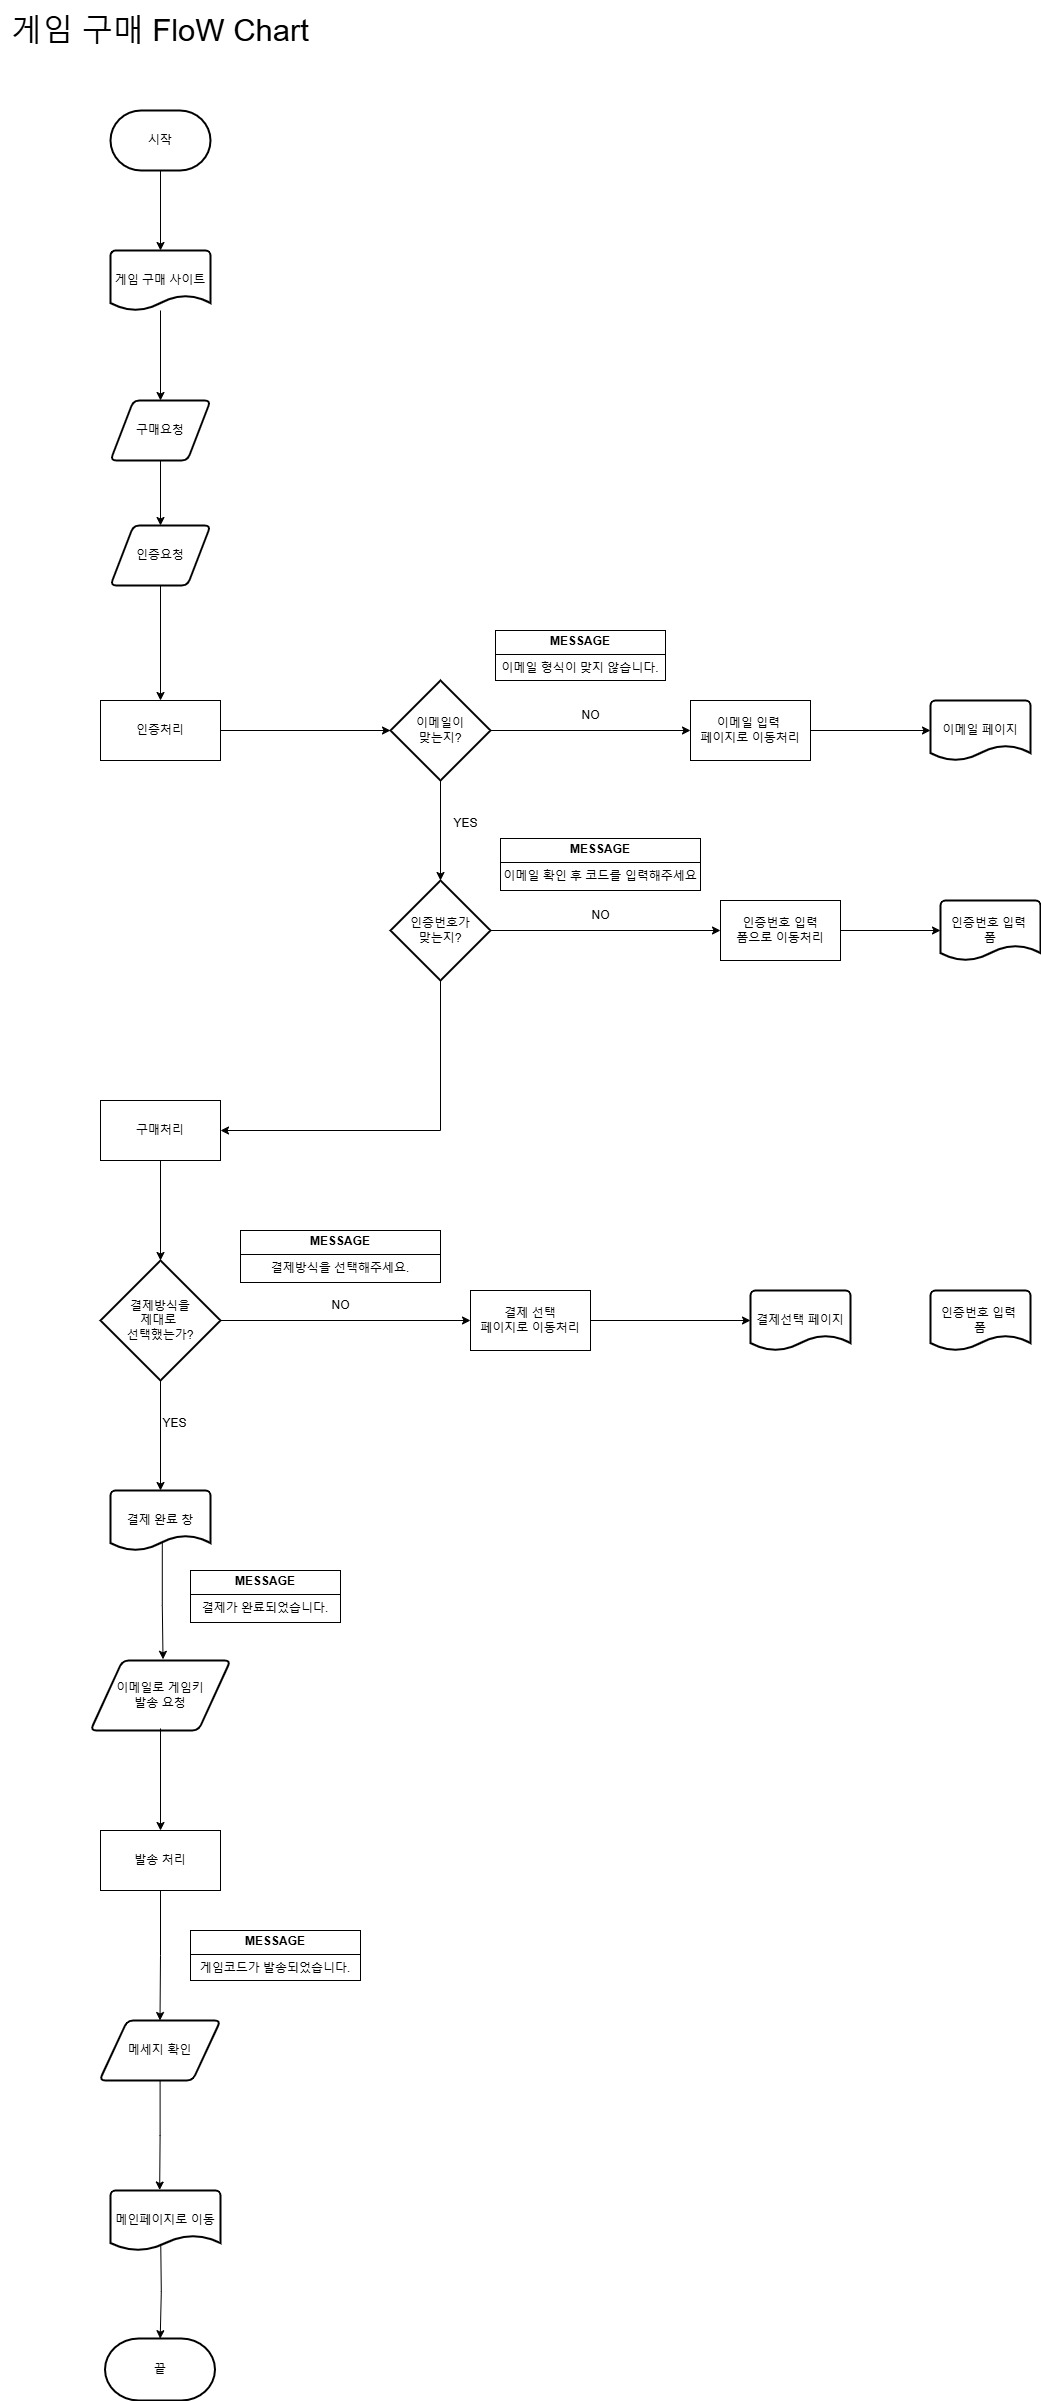 게임 구매 FloW Chart
시작
게임 구매 사이트
구매요청
인증요청
MESSAGE
이메일 형식이 맞지 않습니다.
인증처리
이메일이
맞는지?
NO
이메일 입력
페이지로 이동처리
이메일 페이지
YES
MESSAGE
이메일 확인 후 코드를 입력해주세요
인증번호가
맞는지?
NO
인증번호 입력
폼으로 이동처리
인증번호 입력
폼
구매처리
MESSAGE
결제방식을 선택해주세요.
결제방식을
제대로
선택했는가?
NO
결제 선택
페이지로 이동처리
결제선택 페이지
인증번호 입력
폼
YES
결제 완료 창
MESSAGE
결제가 완료되었습니다.
이메일로 게임키
발송 요청
발송 처리
MESSAGE
게임코드가 발송되었습니다.
메세지 확인
메인페이지로 이동
끝